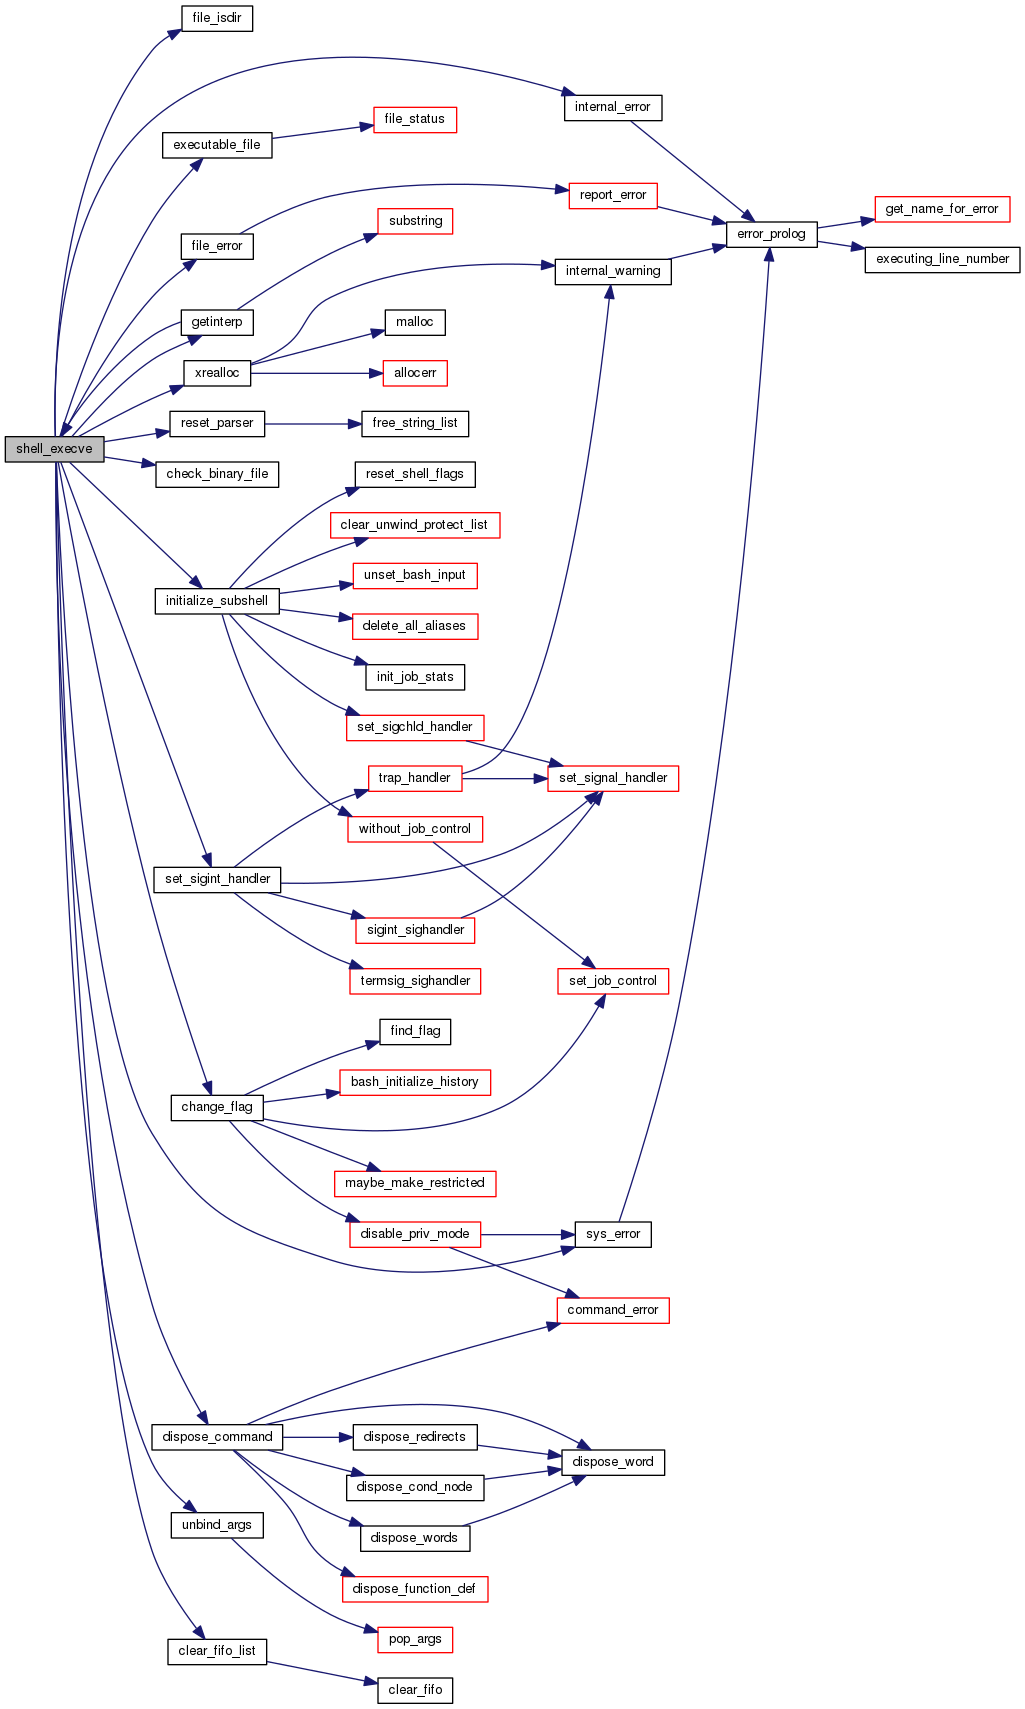 file_isdir
internal_error
file_status
executable_file
report_error
get_name_for_error
substring
error_prolog
file_error
executing_line_number
internal_warning
getinterp
malloc
xrealloc
allocerr
reset_parser
free_string_list
shell_execve
check_binary_file
reset_shell_flags
clear_unwind_protect_list
unset_bash_input
initialize_subshell
delete_all_aliases
init_job_stats
set_sigchld_handler
trap_handler
set_signal_handler
without_job_control
set_sigint_handler
sigint_sighandler
termsig_sighandler
set_job_control
find_flag
bash_initialize_history
change_flag
maybe_make_restricted
disable_priv_mode
sys_error
command_error
dispose_command
dispose_redirects
dispose_word
dispose_cond_node
unbind_args
dispose_words
dispose_function_def
pop_args
clear_fifo_list
clear_fifo